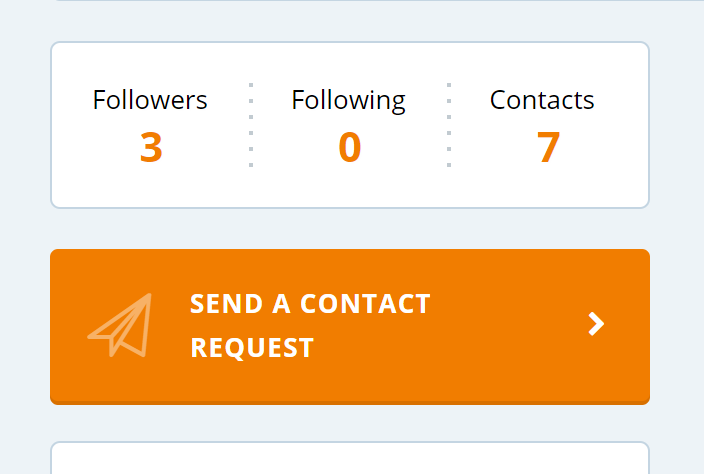 Followers Following Contacts
3 0 7
SEND A CONTACT
REQUEST